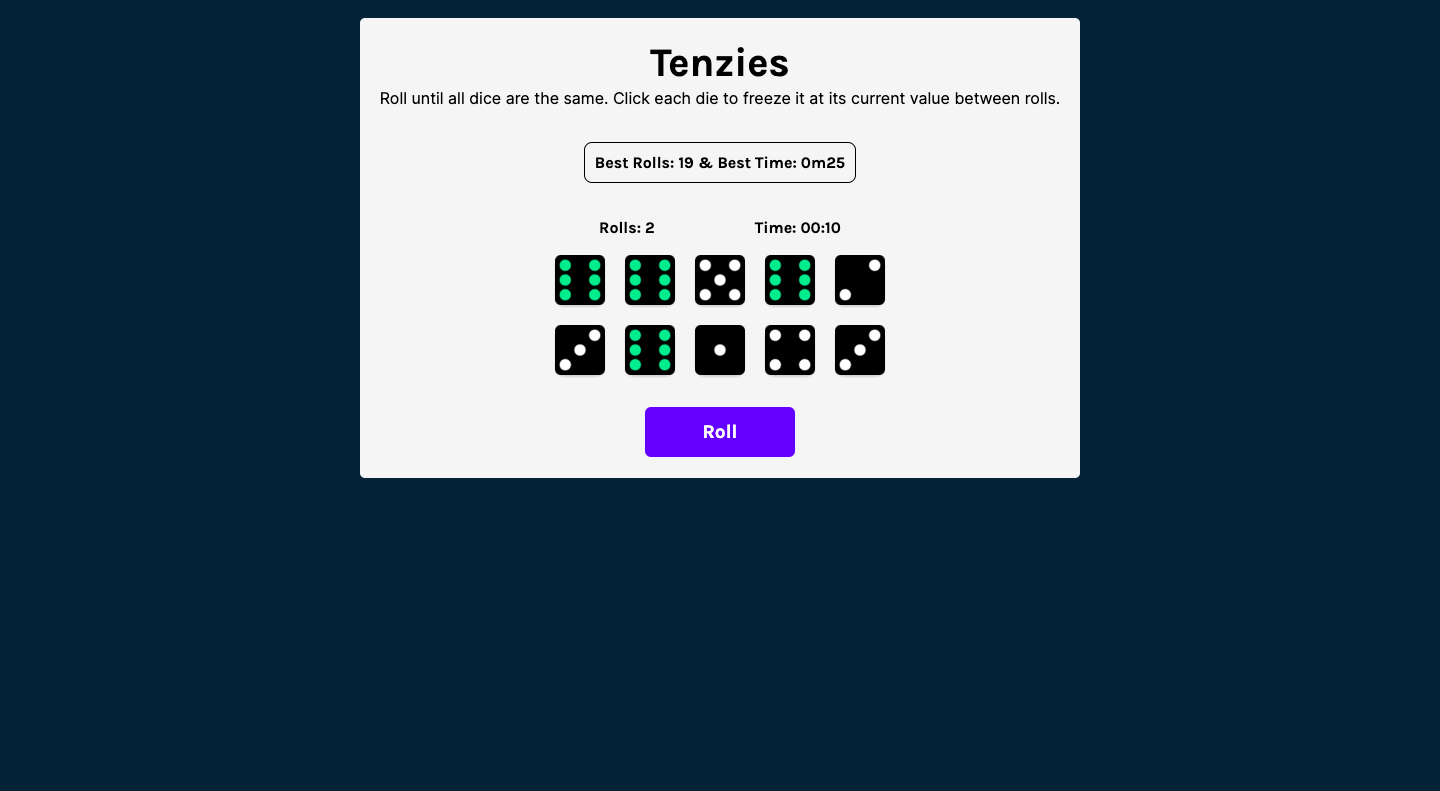 Tenzies
Roll until all dice are the same. Click each die to freeze it at its current value between rolls.
Best Rolls: 19 & Best Time: 0m25
Rolls: 2
Time: 00:10
Roll